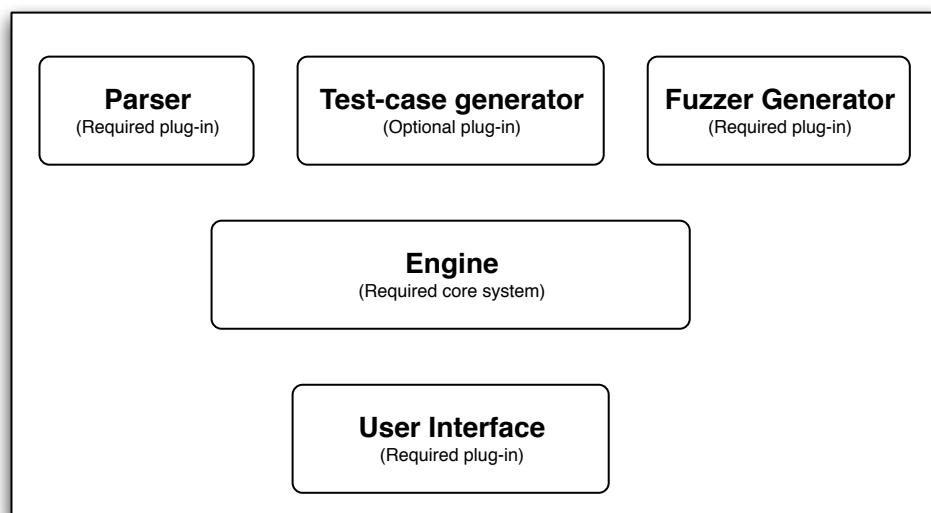 Parser
(Required plug-in)
Test-case generator
(Optional plug-in)
Fuzzer Generator
(Required plug-in)
Engine
(Required core system)
User Interface
(Required plug-in)